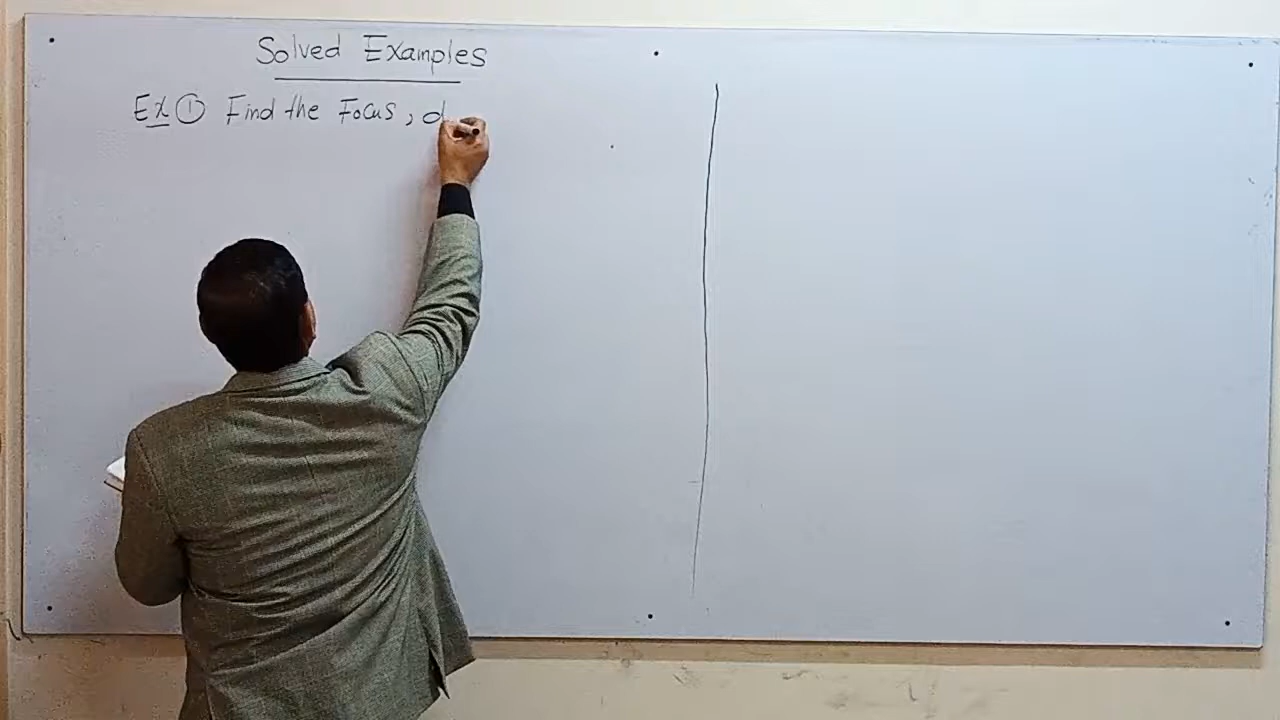 Solved Examples
Ex ① Find the Focus, d